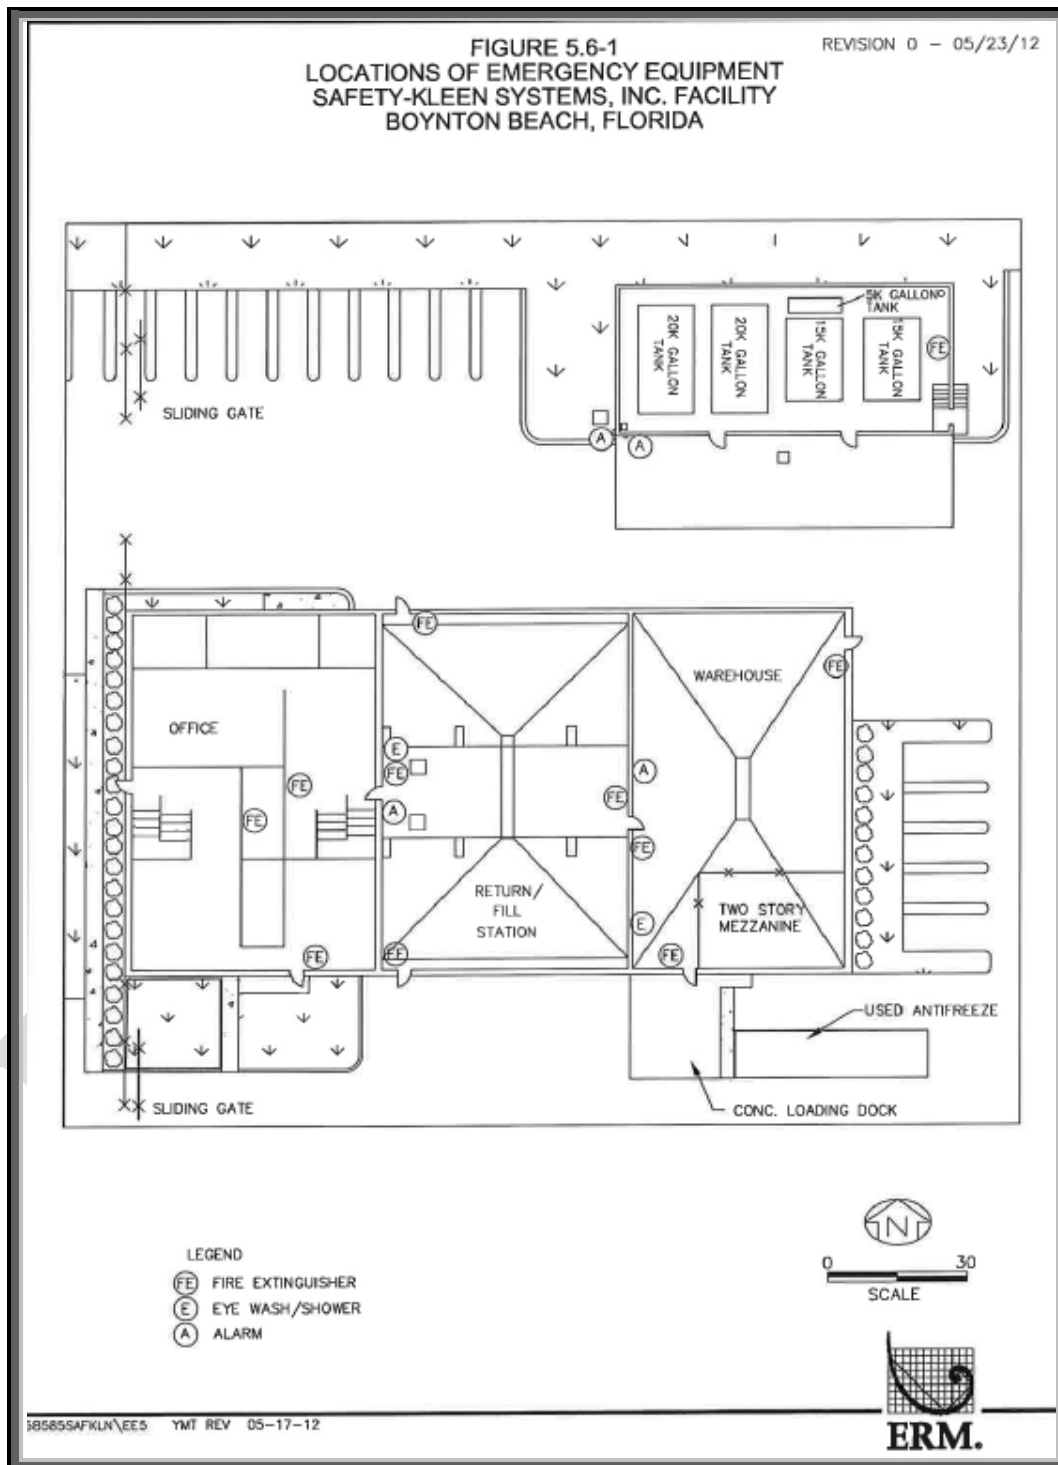 FIGURE 5.6-1
LOCATIONS OF EMERGENCY EQUIPMENT
SAFETY-KLEEN SYSTEMS, INC. FACILITY
BOYNTON BEACH, FLORIDA
REVISION 0 - 05/23/12
5K GALLON
TANK
20K GALLON
TANK
20K GALLON
TANK
15K GALLON
TANK
15K GALLON
TANK
FE
SLIDING GATE
A
A
FE
WAREHOUSE
FE
OFFICE
E
FE
FE
A
FE
A
FE
FE
RETURN/
FILL
STATION
TWO STORY
MEZZANINE
E
FE
FE
FE
USED ANTIFREEZE
SLIDING GATE
CONC. LOADING DOCK
N
0 30
SCALE
LEGEND
FE FIRE EXTINGUISHER
E EYE WASH/SHOWER
A ALARM
58585SAFKLN\EE5 YMT REV 05-17-12
ERM.